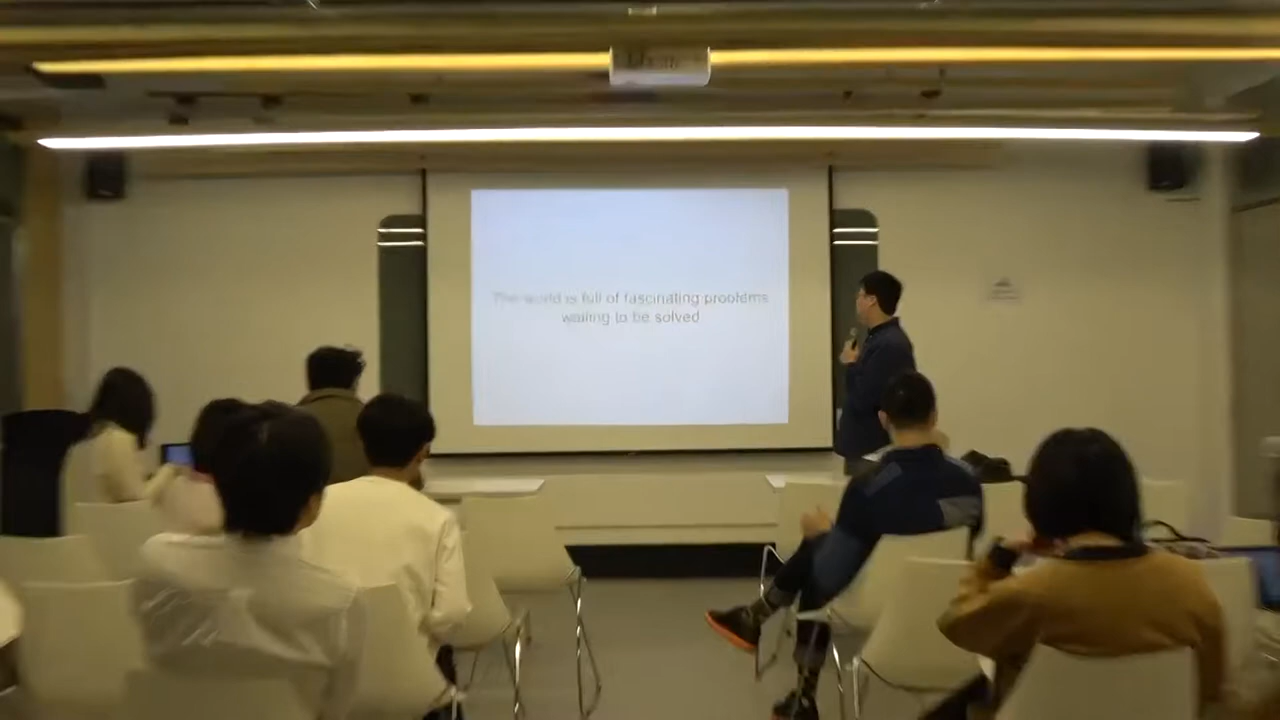 The world is full of fascinating problems
waiting to be solved